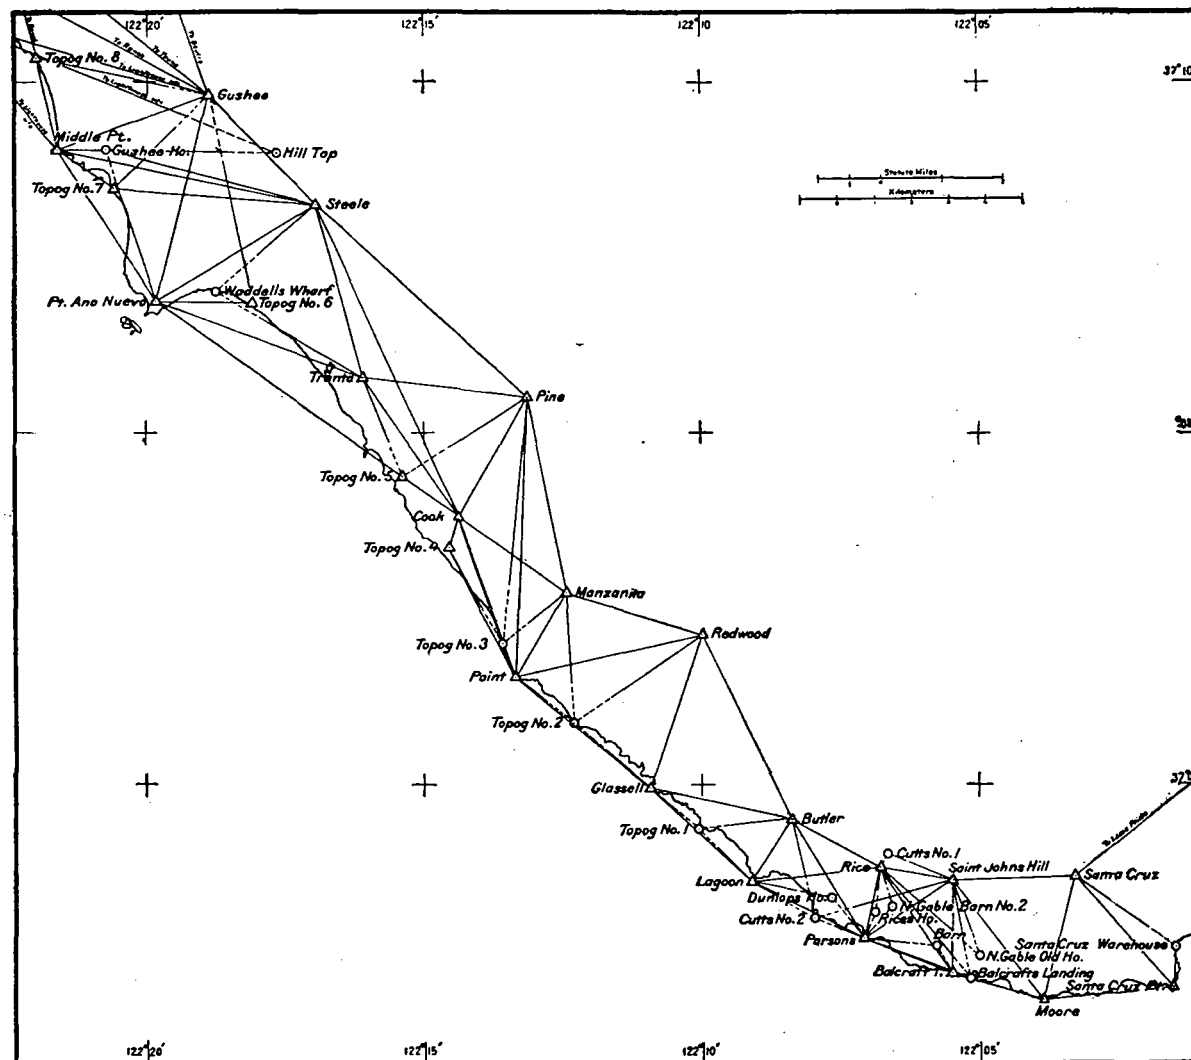 122° 20'
122° 15'
122° 10'
122° 05'
37° 10
Topog No. 8
Gushee
Middle Pt.
Gushee Ho.
Hill Top
Topog No. 7
Statute Miles
Kilometers
Steele
Waddells Wharf
Pt. Ano Nuevo
Topog No. 6
Pine
Topog No. 5
Cook
Topog No. 4
Manzanita
Redwood
Topog No. 3
Point
Topog No. 2
Glassell
Topog No. 1
Butler
Cutts No. 1
Rice
Saint Johns Hill
Santa Cruz
Lagoon
Dunlops Ho.
N. Gable Barn No. 2
Cutts No. 2
Rices Ho.
Parsons
Barn
Santa Cruz Warehouse
N. Gable Old Ho.
Balcrafts Landing
Santa Cruz Pt.
Moore
122° 20'
122° 15'
122° 10'
122° 05'